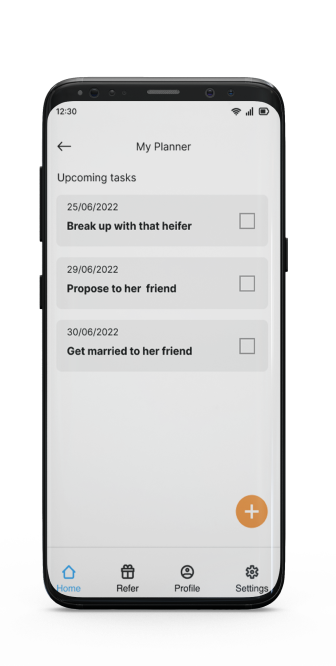 12:30
My Planner
Upcoming tasks
25/06/2022
Break up with that heifer
29/06/2022
Propose to her friend
30/06/2022
Get married to her friend
Home Refer Profile Settings